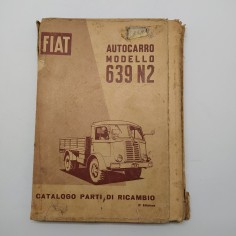 FIAT
AUTOCARRO
MODELLO
639 N2
CATALOGO PARTI DI RICAMBIO